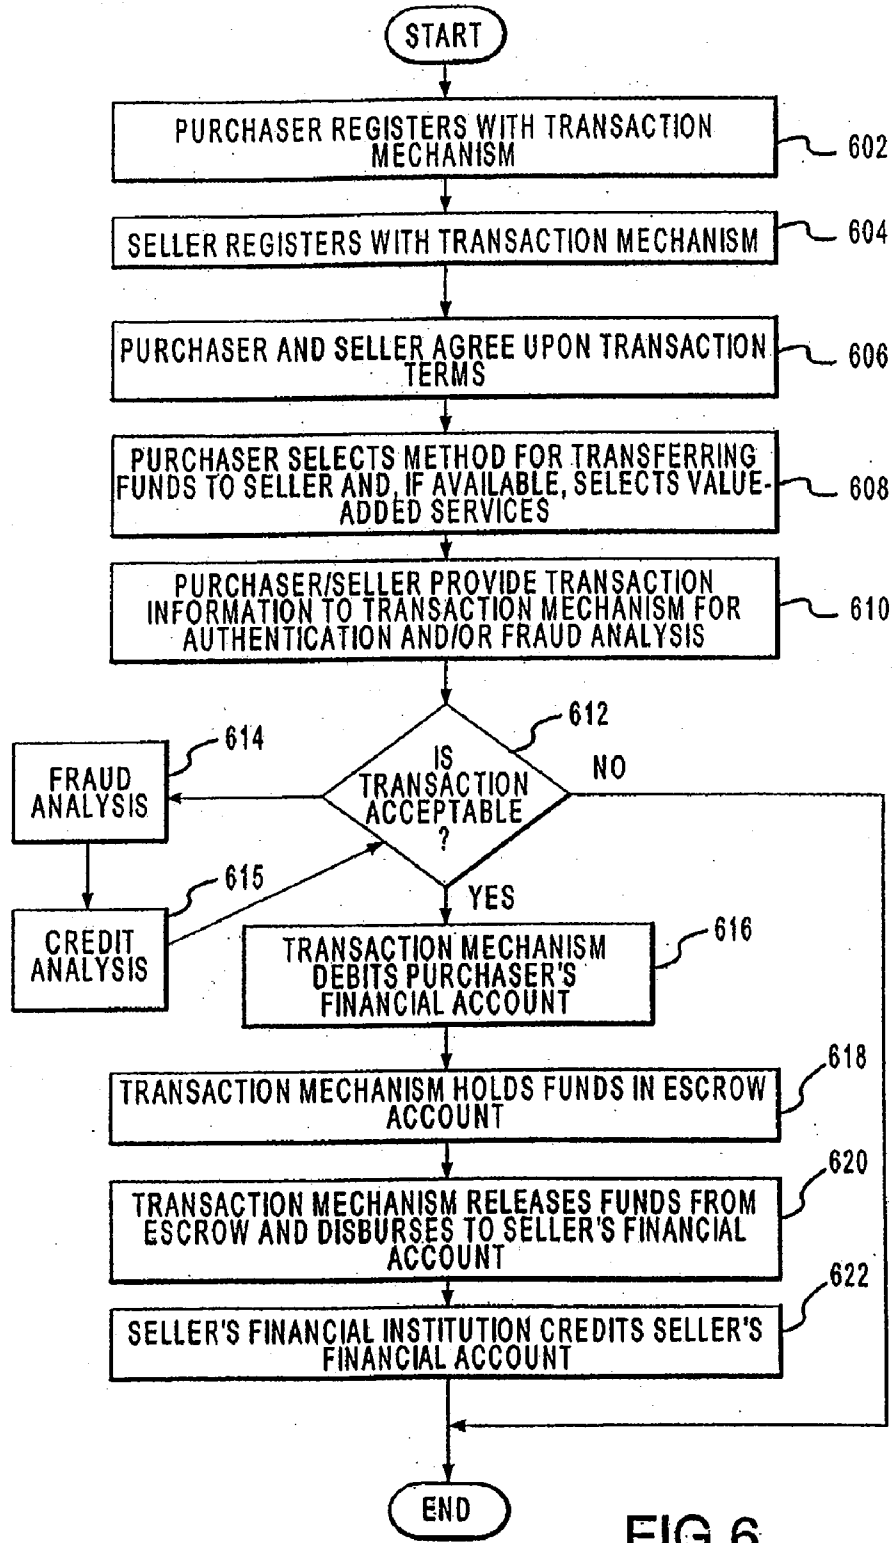 START
PURCHASER REGISTERS WITH TRANSACTION
MECHANISM
602
SELLER REGISTERS WITH TRANSACTION MECHANISM
604
PURCHASER AND SELLER AGREE UPON TRANSACTION
TERMS
606
PURCHASER SELECTS METHOD FOR TRANSFERRING
FUNDS TO SELLER AND, IF AVAILABLE, SELECTS VALUE-
ADDED SERVICES
608
PURCHASER/SELLER PROVIDE TRANSACTION
INFORMATION TO TRANSACTION MECHANISM FOR
AUTHENTICATION AND/OR FRAUD ANALYSIS
610
612
IS
TRANSACTION
ACCEPTABLE
?
NO
614
FRAUD
ANALYSIS
615
CREDIT
ANALYSIS
YES
TRANSACTION MECHANISM
DEBITS PURCHASER'S
FINANCIAL ACCOUNT
616
TRANSACTION MECHANISM HOLDS FUNDS IN ESCROW
ACCOUNT
618
TRANSACTION MECHANISM RELEASES FUNDS FROM
ESCROW AND DISBURSES TO SELLER'S FINANCIAL
ACCOUNT
620
SELLER'S FINANCIAL INSTITUTION CREDITS SELLER'S
FINANCIAL ACCOUNT
622
END
FIG.6